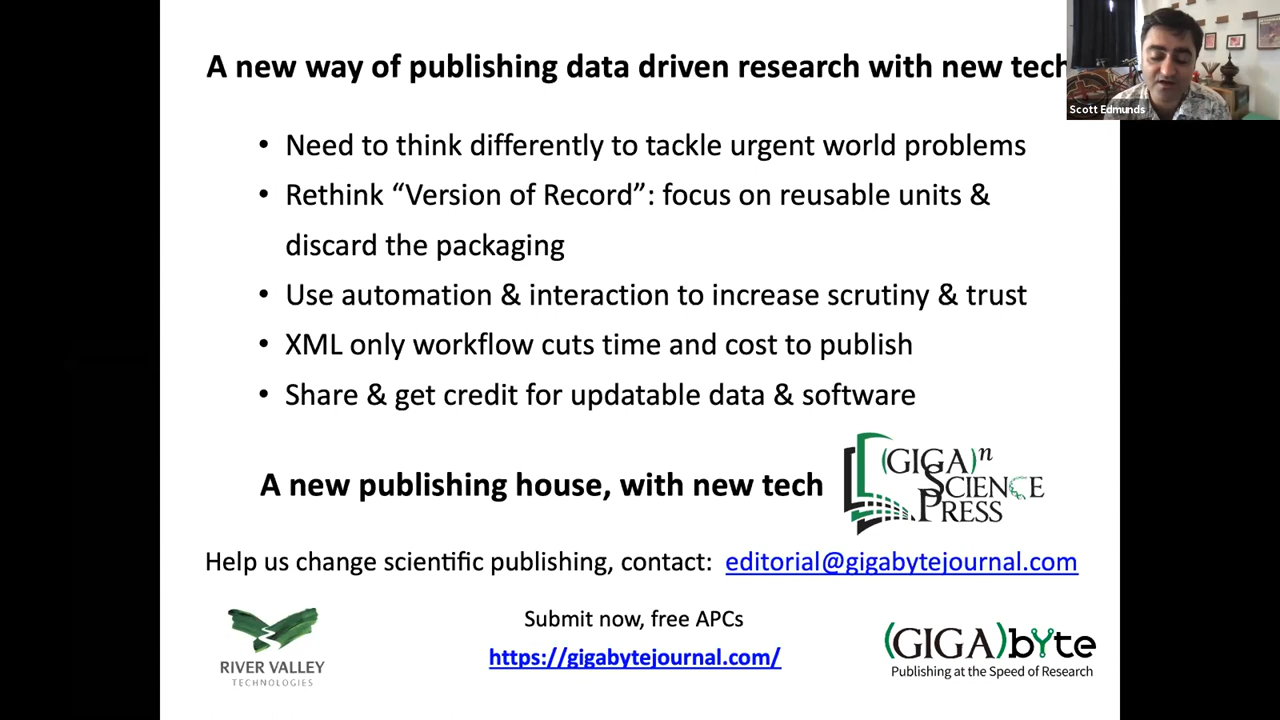 A new way of publishing data driven research with new tech
Scott Edmunds
• Need to think differently to tackle urgent world problems
• Rethink “Version of Record”: focus on reusable units &
discard the packaging
• Use automation & interaction to increase scrutiny & trust
• XML only workflow cuts time and cost to publish
• Share & get credit for updatable data & software
A new publishing house, with new tech
(GIGA)n
SCIENCE
PRESS
Help us change scientific publishing, contact: editorial@gigabytejournal.com
RIVER VALLEY
TECHNOLOGIES
Submit now, free APCs
https://gigabytejournal.com/
(GIGA)byte
Publishing at the Speed of Research